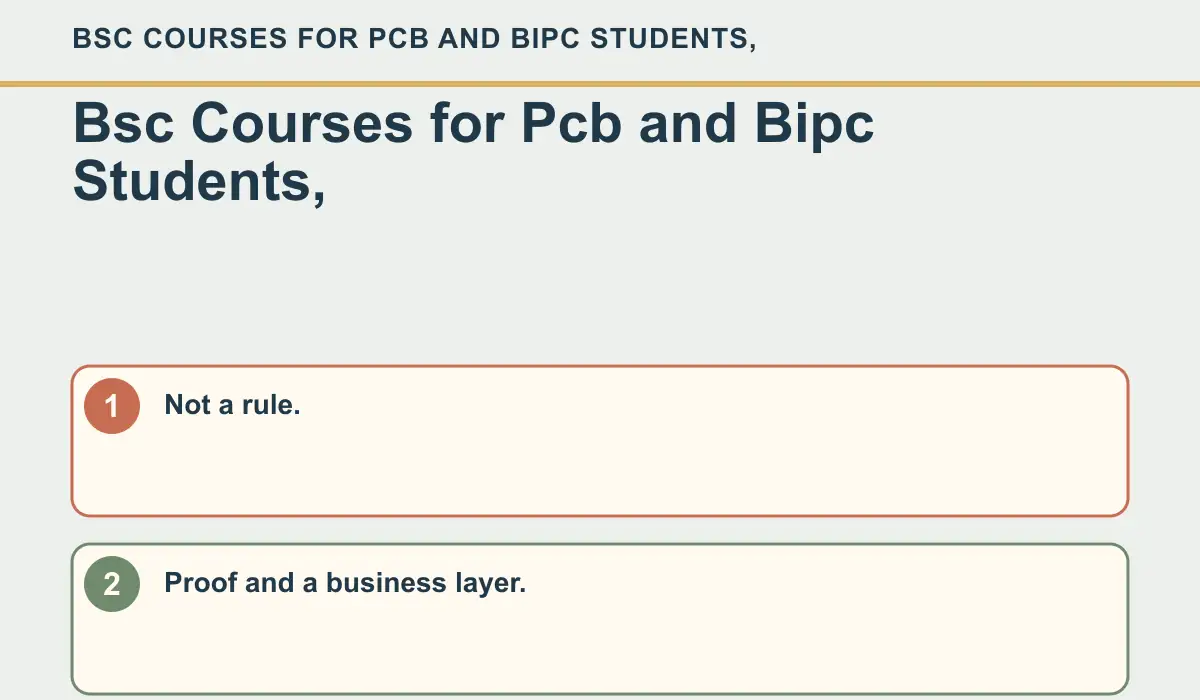 BSC COURSES FOR PCB AND BIPC STUDENTS,
Bsc Courses for Pcb and Bipc
Students,
1 Not a rule.
2 Proof and a business layer.